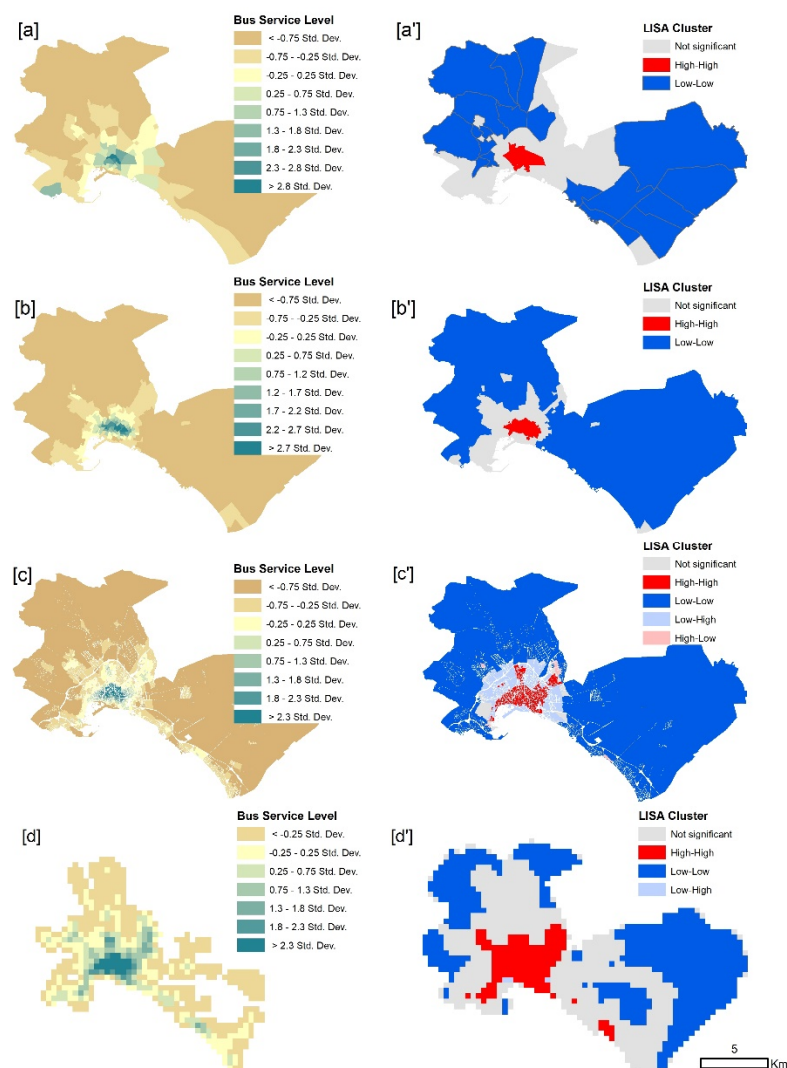 [a]
Bus Service Level
< -0.75 Std. Dev.
-0.75 - -0.25 Std. Dev.
-0.25 - 0.25 Std. Dev.
0.25 - 0.75 Std. Dev.
0.75 - 1.3 Std. Dev.
1.3 - 1.8 Std. Dev.
1.8 - 2.3 Std. Dev.
2.3 - 2.8 Std. Dev.
> 2.8 Std. Dev.
[a']
LISA Cluster
Not significant
High-High
Low-Low
[b]
Bus Service Level
< -0.75 Std. Dev.
-0.75 - -0.25 Std. Dev.
-0.25 - 0.25 Std. Dev.
0.25 - 0.75 Std. Dev.
0.75 - 1.2 Std. Dev.
1.2 - 1.7 Std. Dev.
1.7 - 2.2 Std. Dev.
2.2 - 2.7 Std. Dev.
> 2.7 Std. Dev.
[b']
LISA Cluster
Not significant
High-High
Low-Low
[c]
Bus Service Level
< -0.75 Std. Dev.
-0.75 - -0.25 Std. Dev.
-0.25 - 0.25 Std. Dev.
0.25 - 0.75 Std. Dev.
0.75 - 1.3 Std. Dev.
1.3 - 1.8 Std. Dev.
1.8 - 2.3 Std. Dev.
> 2.3 Std. Dev.
[c']
LISA Cluster
Not significant
High-High
Low-Low
Low-High
High-Low
[d]
Bus Service Level
< -0.25 Std. Dev.
-0.25 - 0.25 Std. Dev.
0.25 - 0.75 Std. Dev.
0.75 - 1.3 Std. Dev.
1.3 - 1.8 Std. Dev.
1.8 - 2.3 Std. Dev.
> 2.3 Std. Dev.
[d']
LISA Cluster
Not significant
High-High
Low-Low
Low-High
5
Km